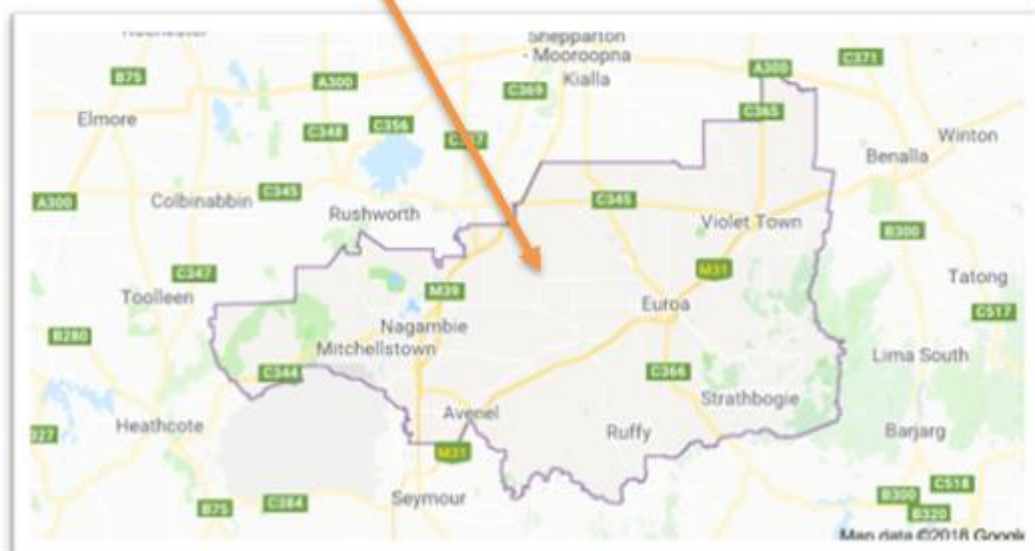 Shepparton
- Mooroopna
Kialla
C371
B75
A300
A300
C369
C365
Elmore
C348
C356
Winton
Benalla
A300
Colbinabbin
C345
Rushworth
C345
Violet Town
B300
C347
Toolleen
M31
Tatong
M39
Euroa
C517
B280
Nagambie
Mitchellstown
C344
C366
Lima South
Strathbogie
Heathcote
Avenel
Ruffy
Barjarg
M31
B75
C384
Seymour
B300
C518
B320
Map data ©2018 Google